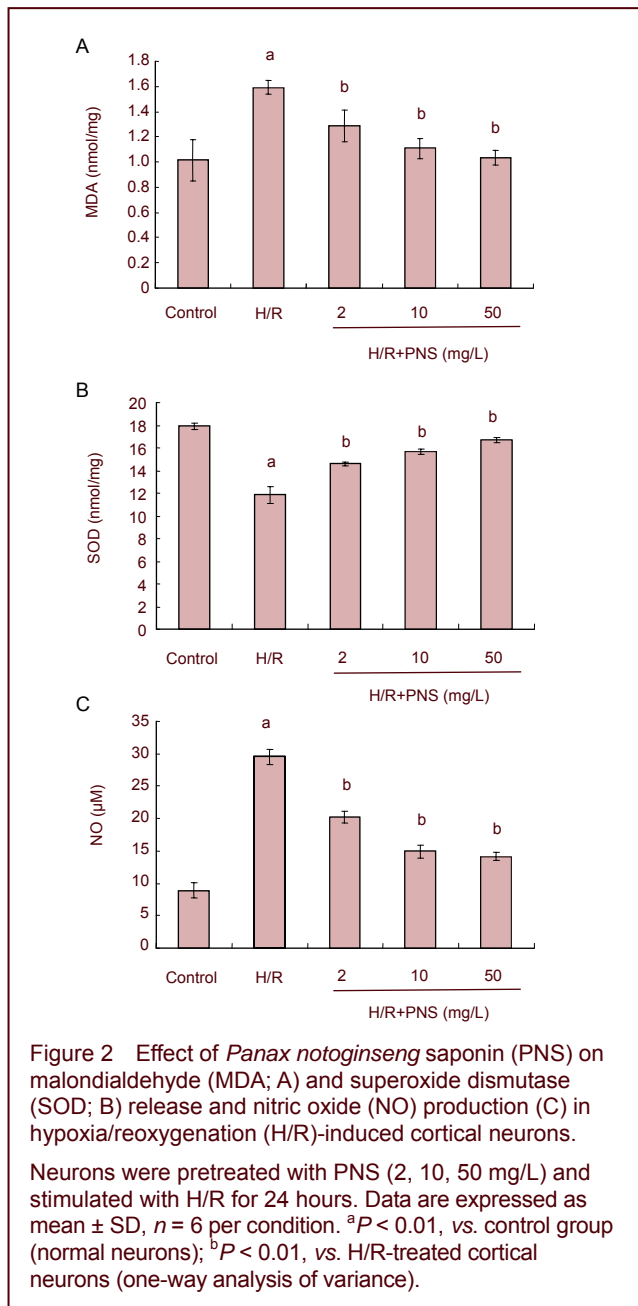 A
a
b
b
b
MDA (nmol/mg)
1.8
1.6
1.4
1.2
1.0
0.8
0.6
0.4
0.2
0
Control H/R 2 10 50
H/R+PNS (mg/L)
B
a
b
b
b
SOD (nmol/mg)
20
18
16
14
12
10
8
6
4
2
0
Control H/R 2 10 50
H/R+PNS (mg/L)
C
a
b
b
b
NO (µM)
35
30
25
20
15
10
5
0
Control H/R 2 10 50
H/R+PNS (mg/L)
Figure 2 Effect of Panax notoginseng saponin (PNS) on
malondialdehyde (MDA; A) and superoxide dismutase
(SOD; B) release and nitric oxide (NO) production (C) in
hypoxia/reoxygenation (H/R)-induced cortical neurons.
Neurons were pretreated with PNS (2, 10, 50 mg/L) and
stimulated with H/R for 24 hours. Data are expressed as
mean ± SD, n = 6 per condition. ᵃP < 0.01, vs. control group
(normal neurons); ᵇP < 0.01, vs. H/R-treated cortical
neurons (one-way analysis of variance).